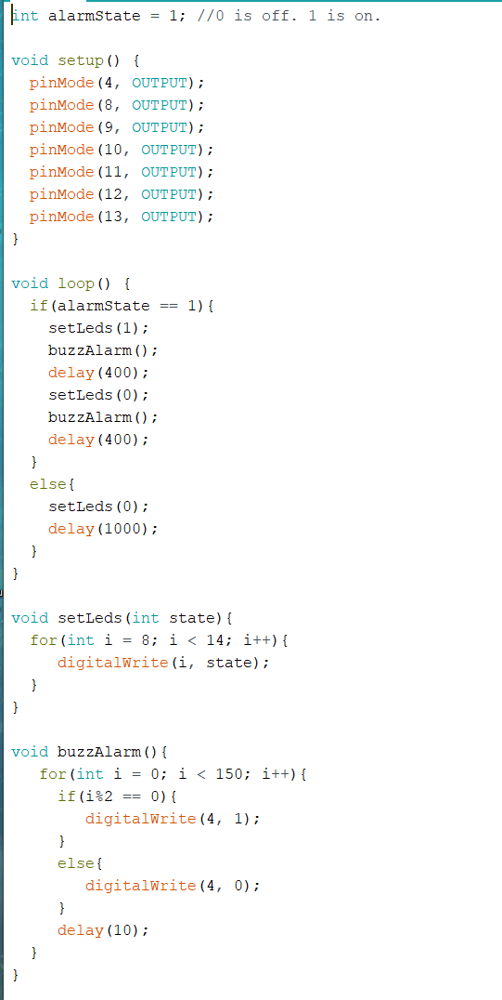 int alarmState = 1; //0 is off. 1 is on.

void setup() {
  pinMode(4, OUTPUT);
  pinMode(8, OUTPUT);
  pinMode(9, OUTPUT);
  pinMode(10, OUTPUT);
  pinMode(11, OUTPUT);
  pinMode(12, OUTPUT);
  pinMode(13, OUTPUT);
}

void loop() {
  if(alarmState == 1){
    setLeds(1);
    buzzAlarm();
    delay(400);
    setLeds(0);
    buzzAlarm();
    delay(400);
  }
  else{
    setLeds(0);
    delay(1000);
  }
}

void setLeds(int state){
  for(int i = 8; i < 14; i++){
     digitalWrite(i, state);
  }
}

void buzzAlarm(){
   for(int i = 0; i < 150; i++){
     if(i%2 == 0){
        digitalWrite(4, 1);
     }
     else{
        digitalWrite(4, 0);
     }
     delay(10);
  }
}